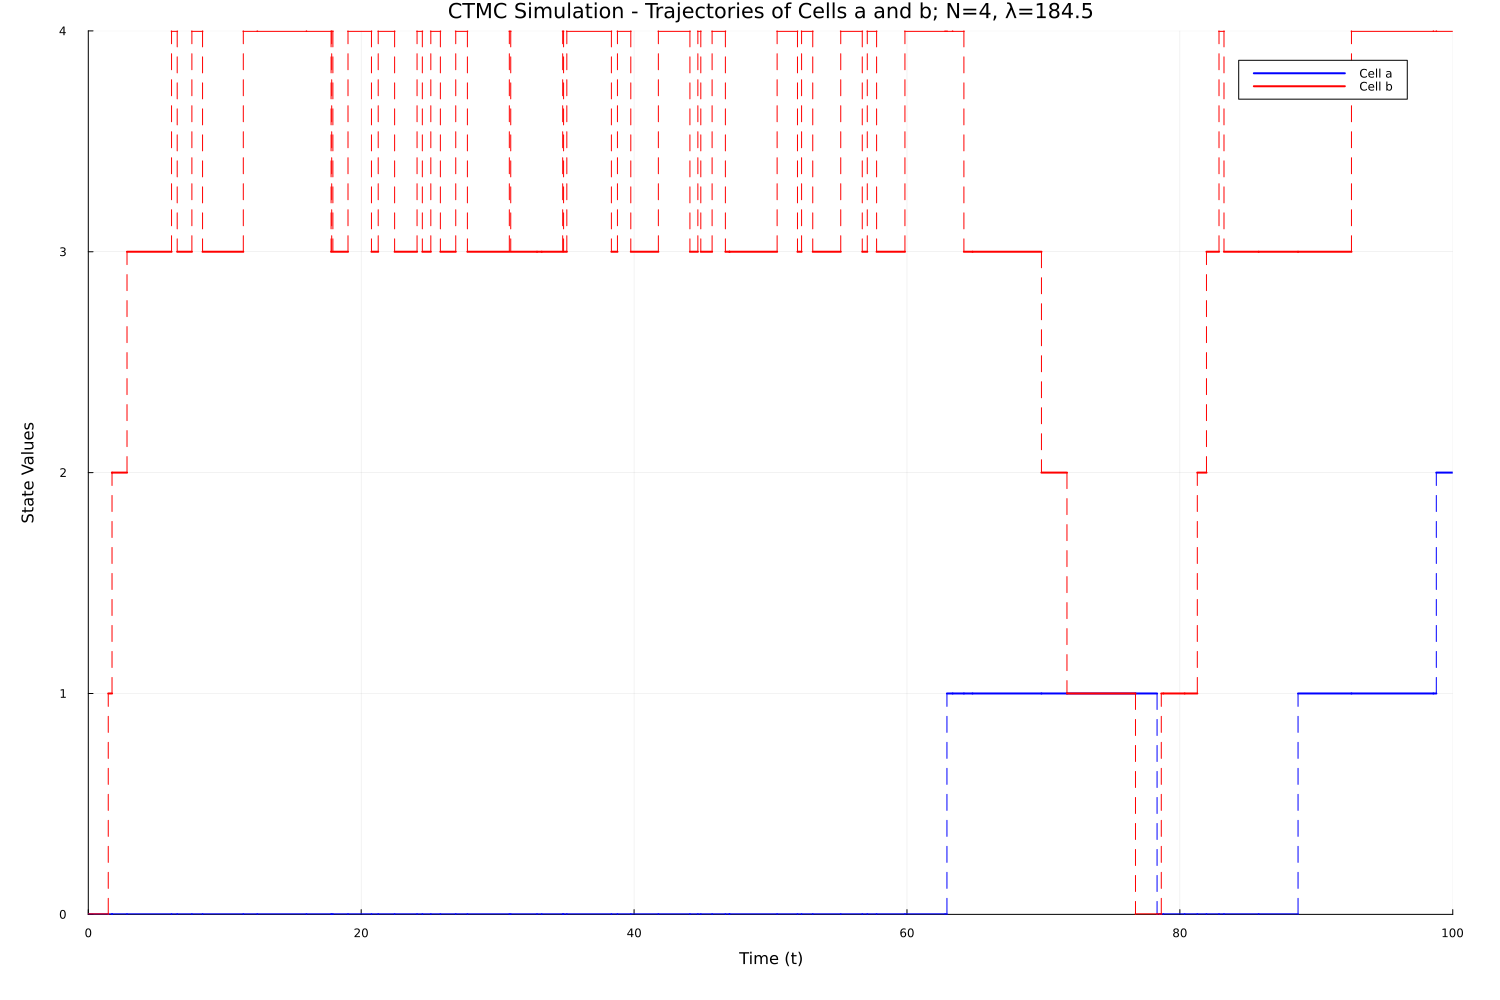 CTMC Simulation - Trajectories of Cells a and b; N=4, λ=184.5
4
3
2
1
0
State Values
Cell a
Cell b
0 20 40 60 80 100
Time (t)